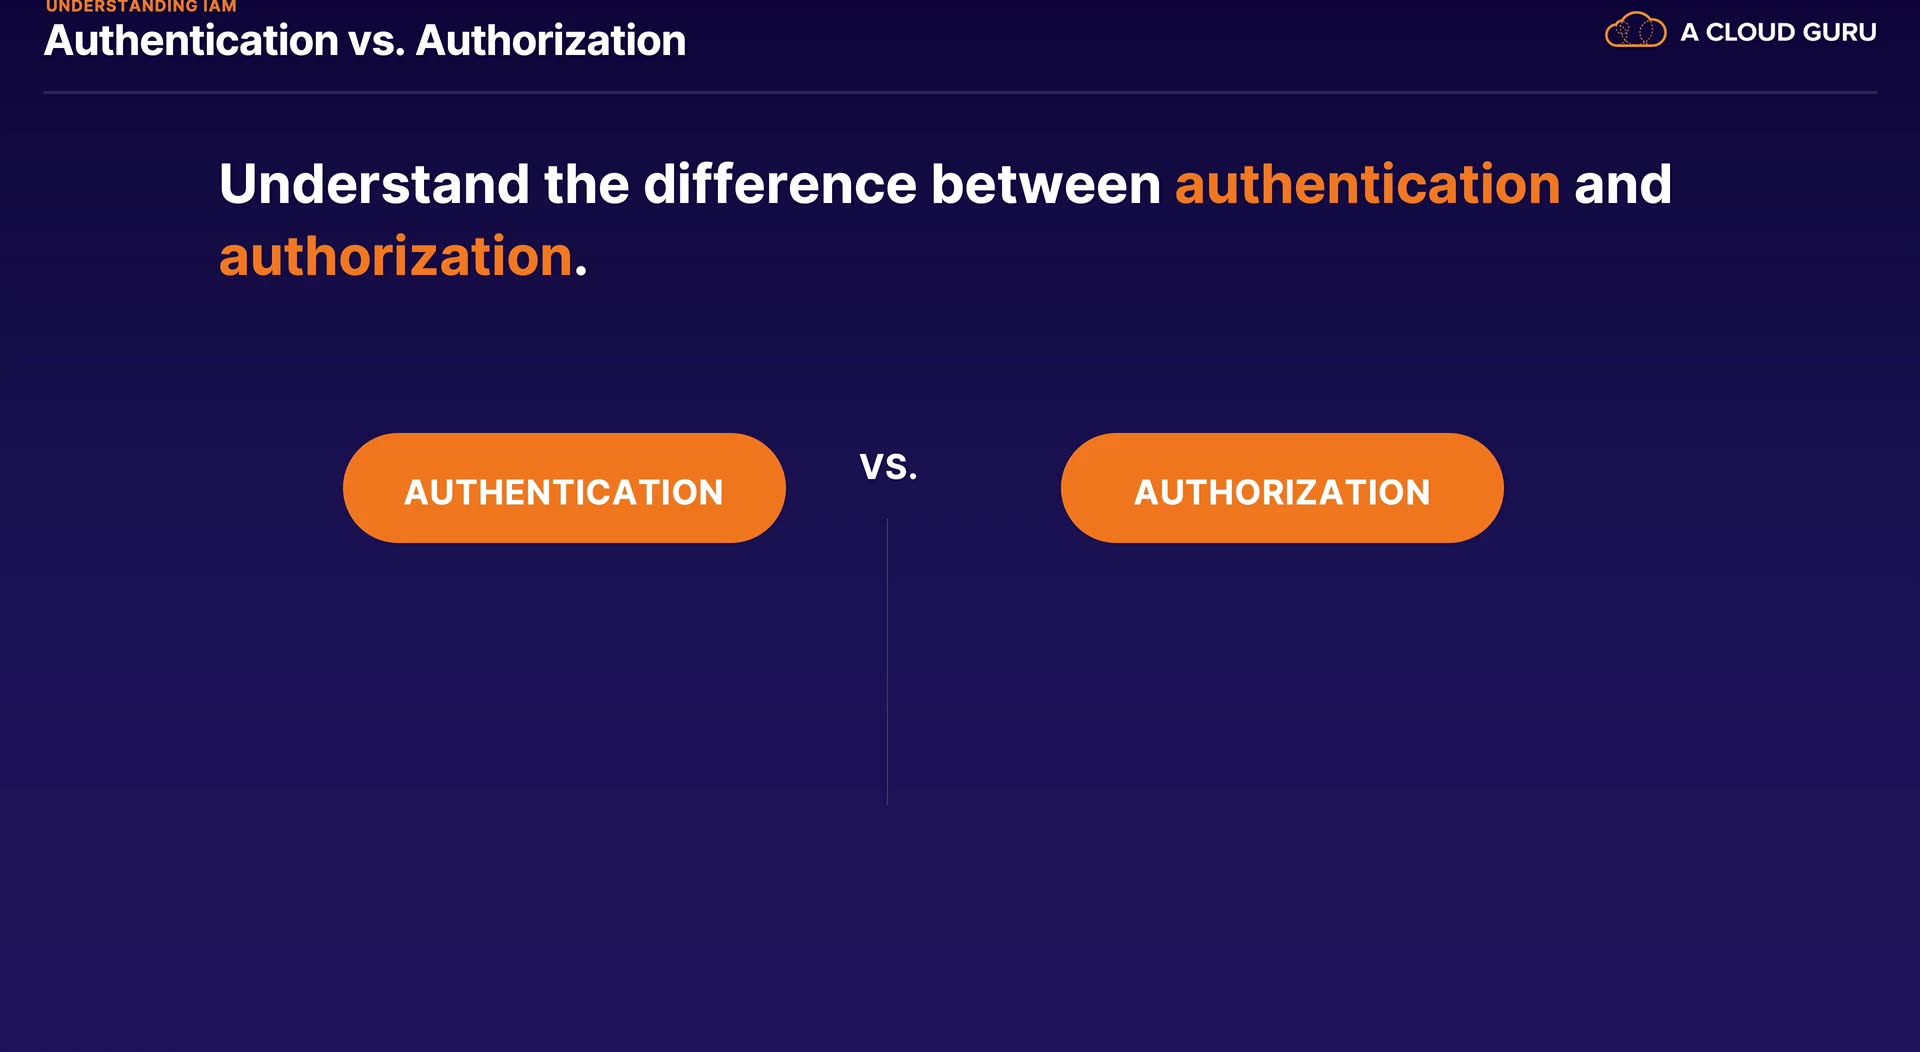 UNDERSTANDING IAM
Authentication vs. Authorization
A CLOUD GURU
Understand the difference between authentication and
authorization.
AUTHENTICATION
VS.
AUTHORIZATION